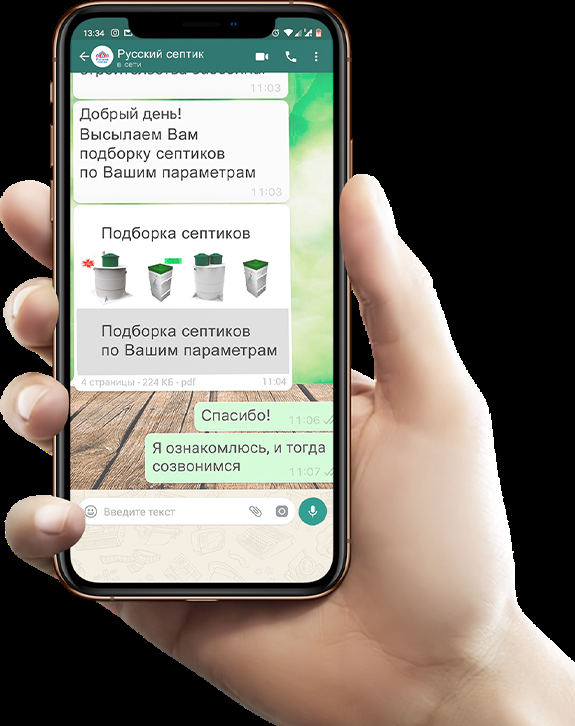 13:34
Русский септик
в сети
строительства бассейна!
11:03
Добрый день!
Высылаем Вам
подборку септиков
по Вашим параметрам
11:03
Подборка септиков
Подборка септиков
по Вашим параметрам
4 страницы - 224 КБ - pdf
11:04
Спасибо!
11:06
Я ознакомлюсь, и тогда
созвонимся
11:07
Введите текст